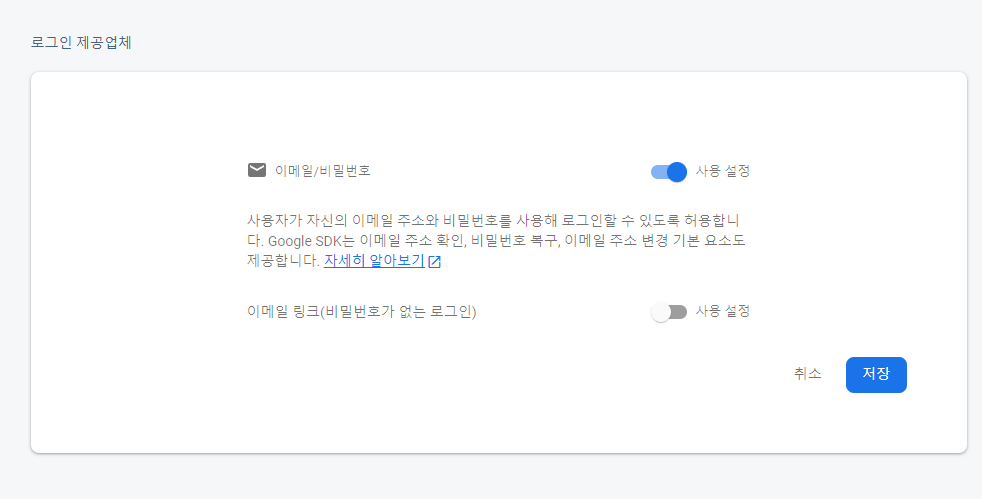 로그인 제공업체
이메일/비밀번호
사용 설정
사용자가 자신의 이메일 주소와 비밀번호를 사용해 로그인할 수 있도록 허용합니
다. Google SDK는 이메일 주소 확인, 비밀번호 복구, 이메일 주소 변경 기본 요소도
제공합니다. 자세히 알아보기
이메일 링크(비밀번호가 없는 로그인)
사용 설정
취소
저장